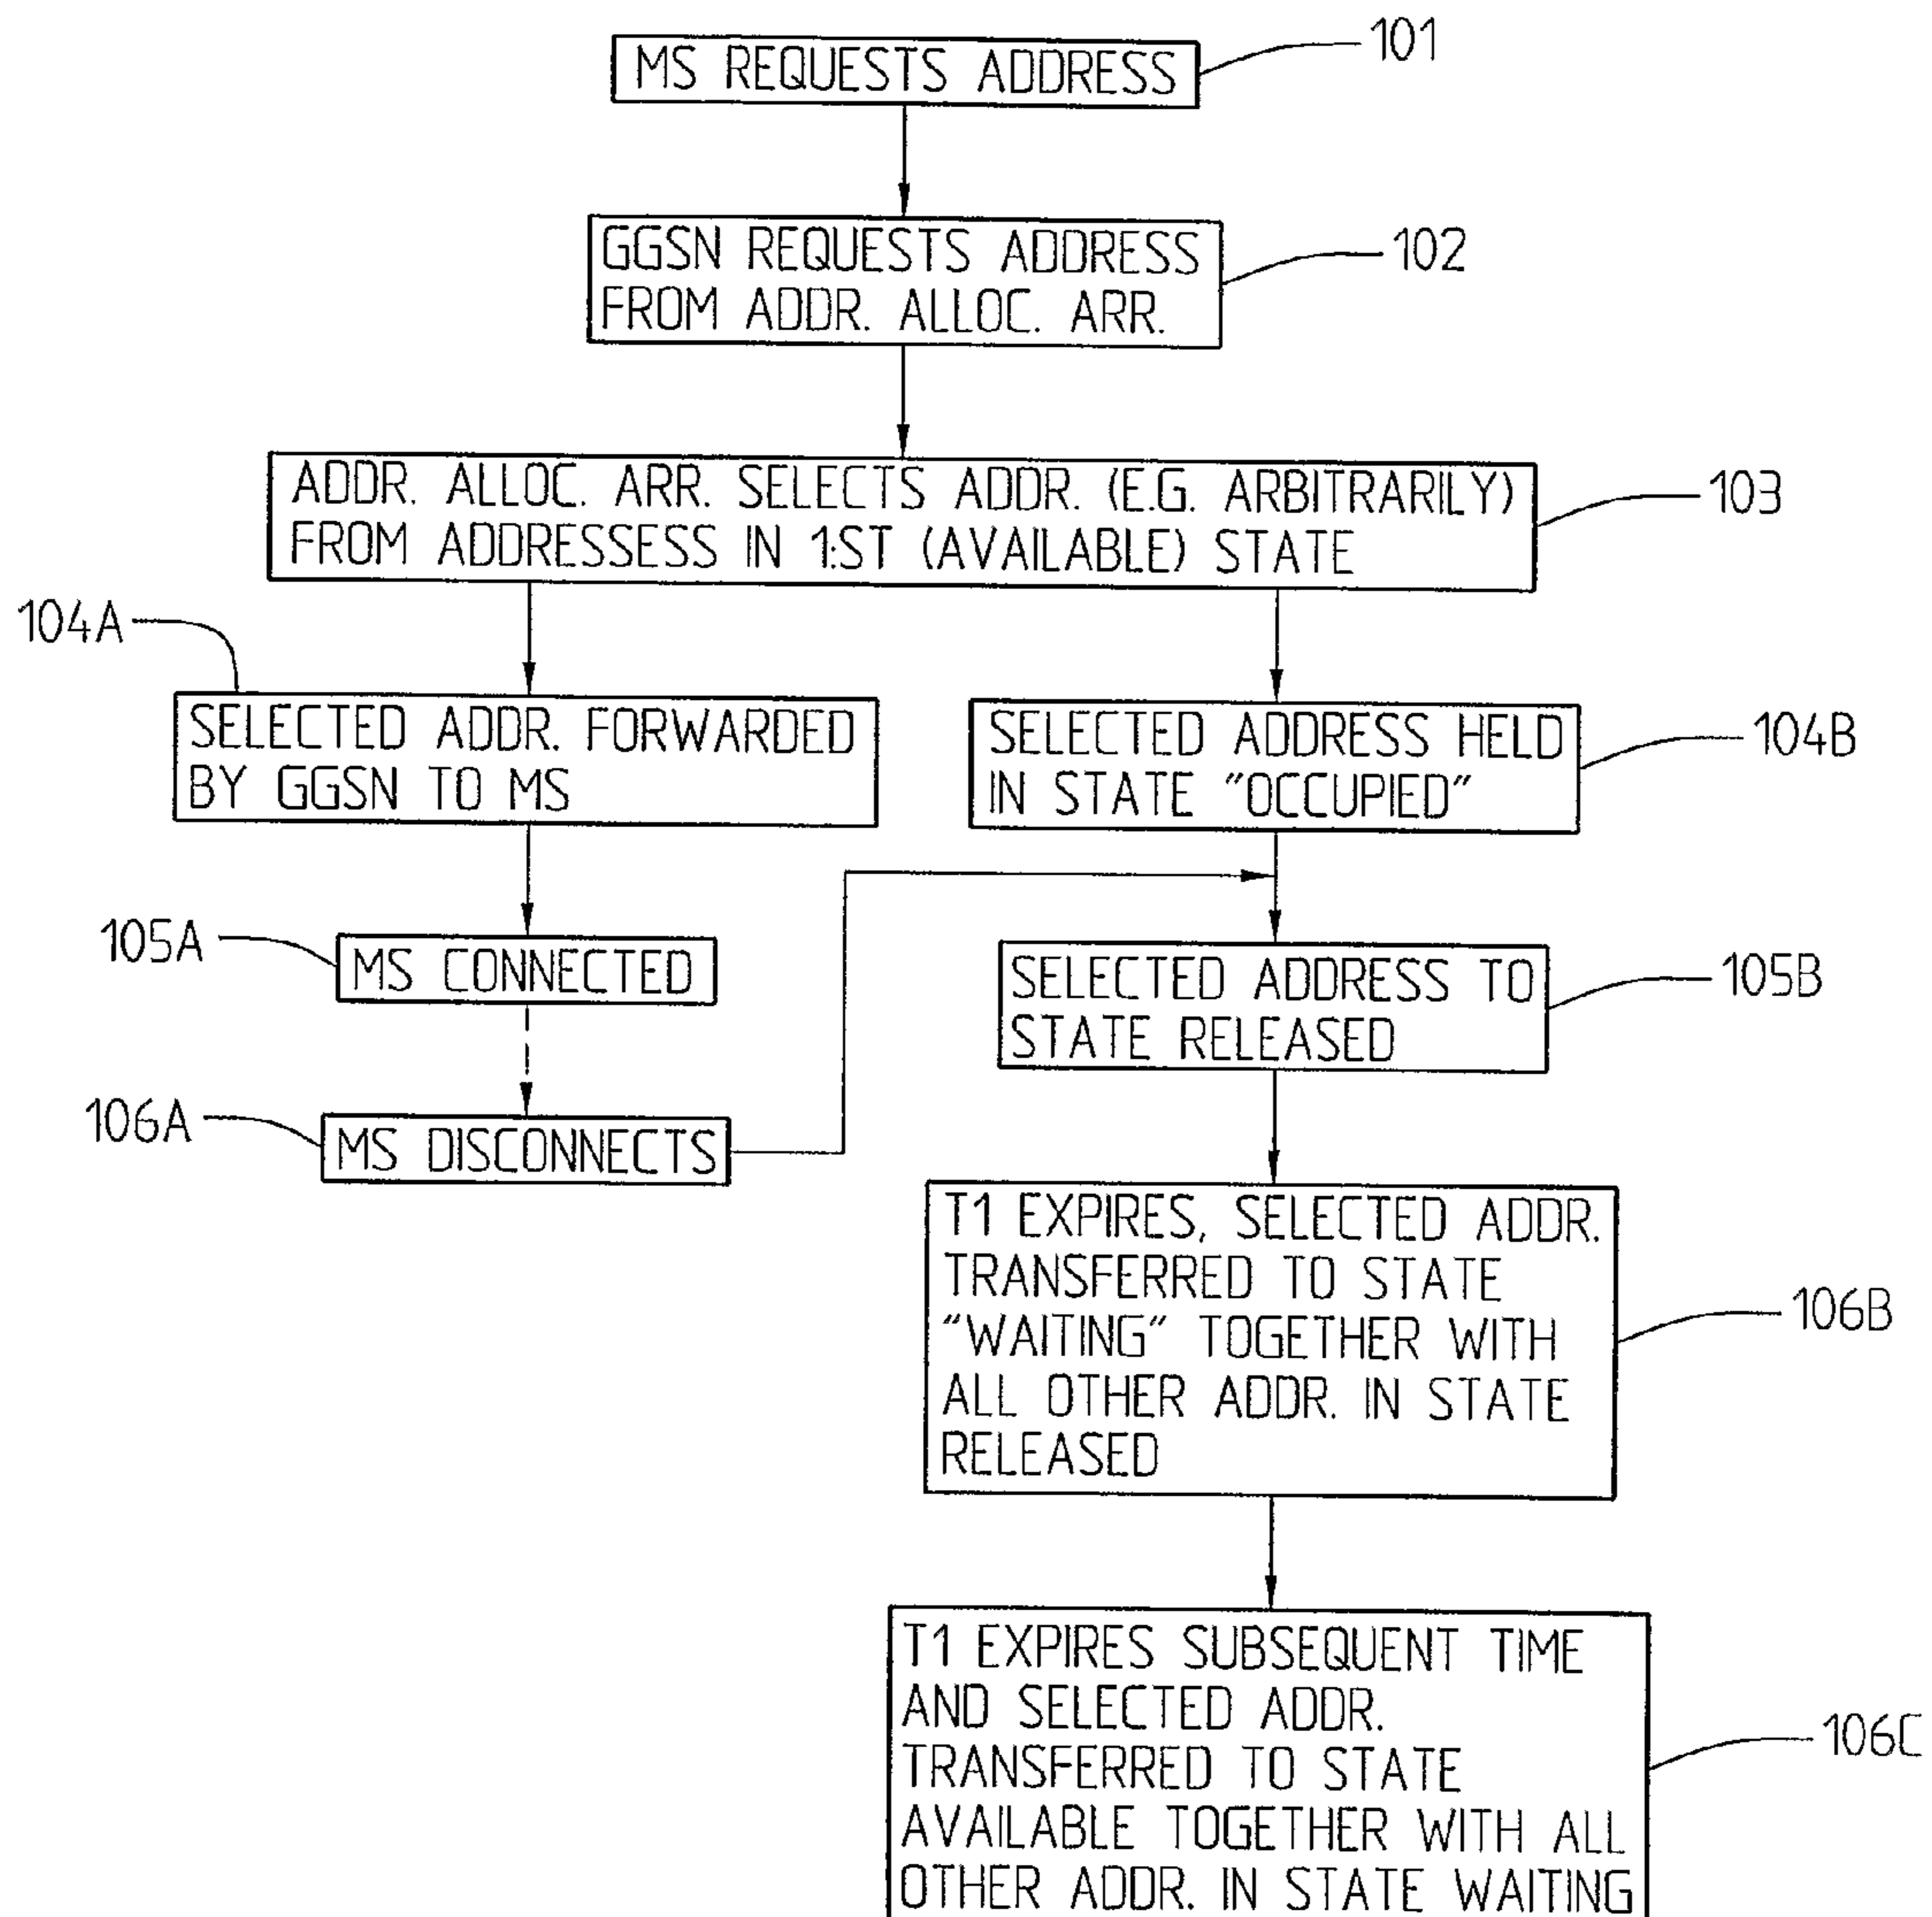 MS REQUESTS ADDRESS
101
GGSN REQUESTS ADDRESS
FROM ADDR. ALLOC. ARR.
102
ADDR. ALLOC. ARR. SELECTS ADDR. (E.G. ARBITRARILY)
FROM ADDRESSESS IN 1:ST (AVAILABLE) STATE
103
104A
SELECTED ADDR. FORWARDED
BY GGSN TO MS
SELECTED ADDRESS HELD
IN STATE "OCCUPIED"
104B
105A
MS CONNECTED
SELECTED ADDRESS TO
STATE RELEASED
105B
106A
MS DISCONNECTS
T1 EXPIRES, SELECTED ADDR.
TRANSFERRED TO STATE
"WAITING" TOGETHER WITH
ALL OTHER ADDR. IN STATE
RELEASED
106B
T1 EXPIRES SUBSEQUENT TIME
AND SELECTED ADDR.
TRANSFERRED TO STATE
AVAILABLE TOGETHER WITH ALL
OTHER ADDR. IN STATE WAITING
106C